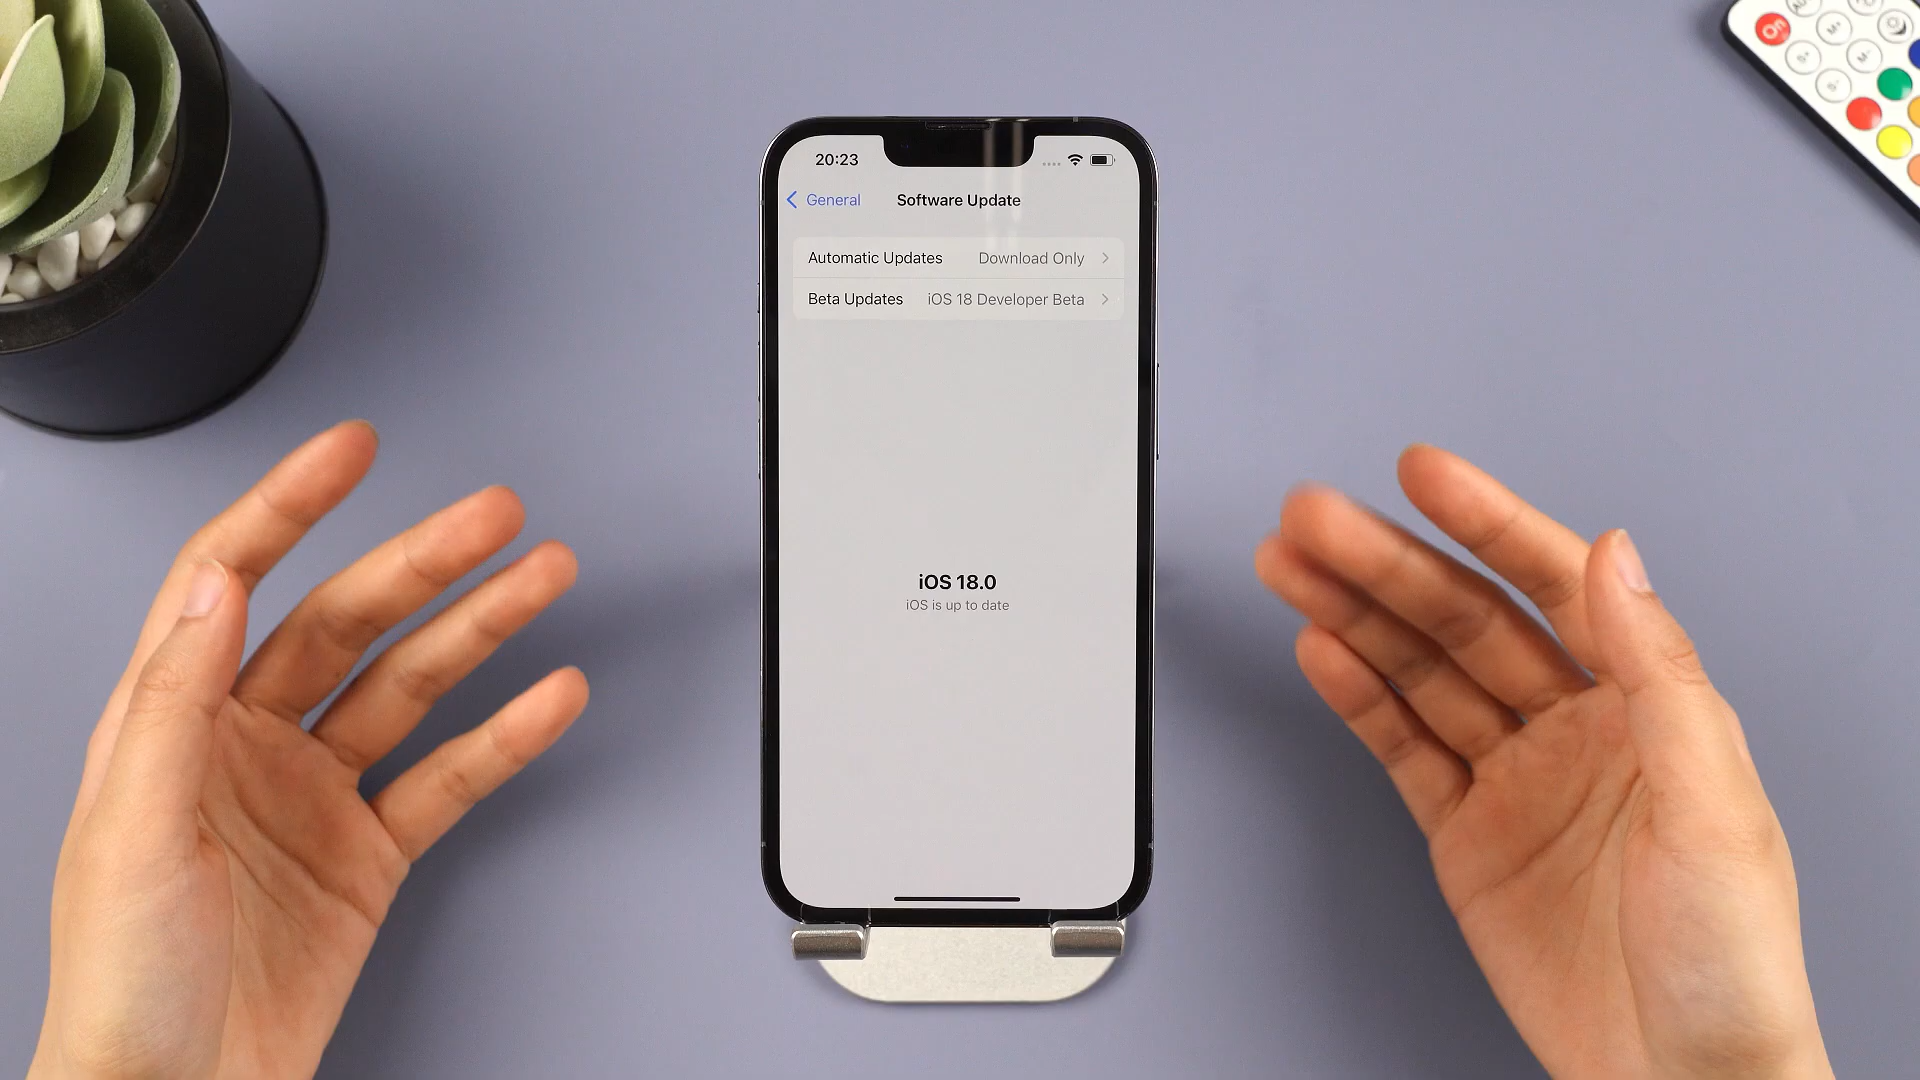 On
M+
S+
M-
S-
20:23
General
Software Update
Automatic Updates Download Only
Beta Updates iOS 18 Developer Beta
iOS 18.0
iOS is up to date